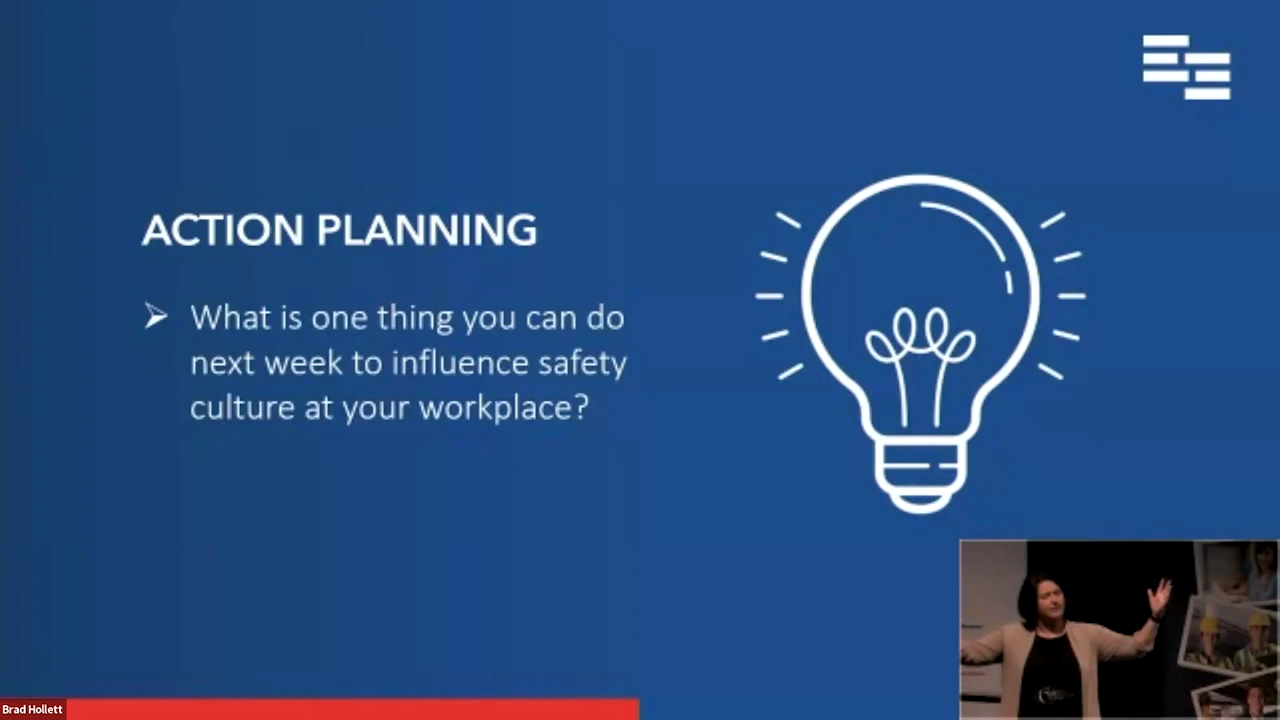 ACTION PLANNING
➢ What is one thing you can do
next week to influence safety
culture at your workplace?
Brad Hollett